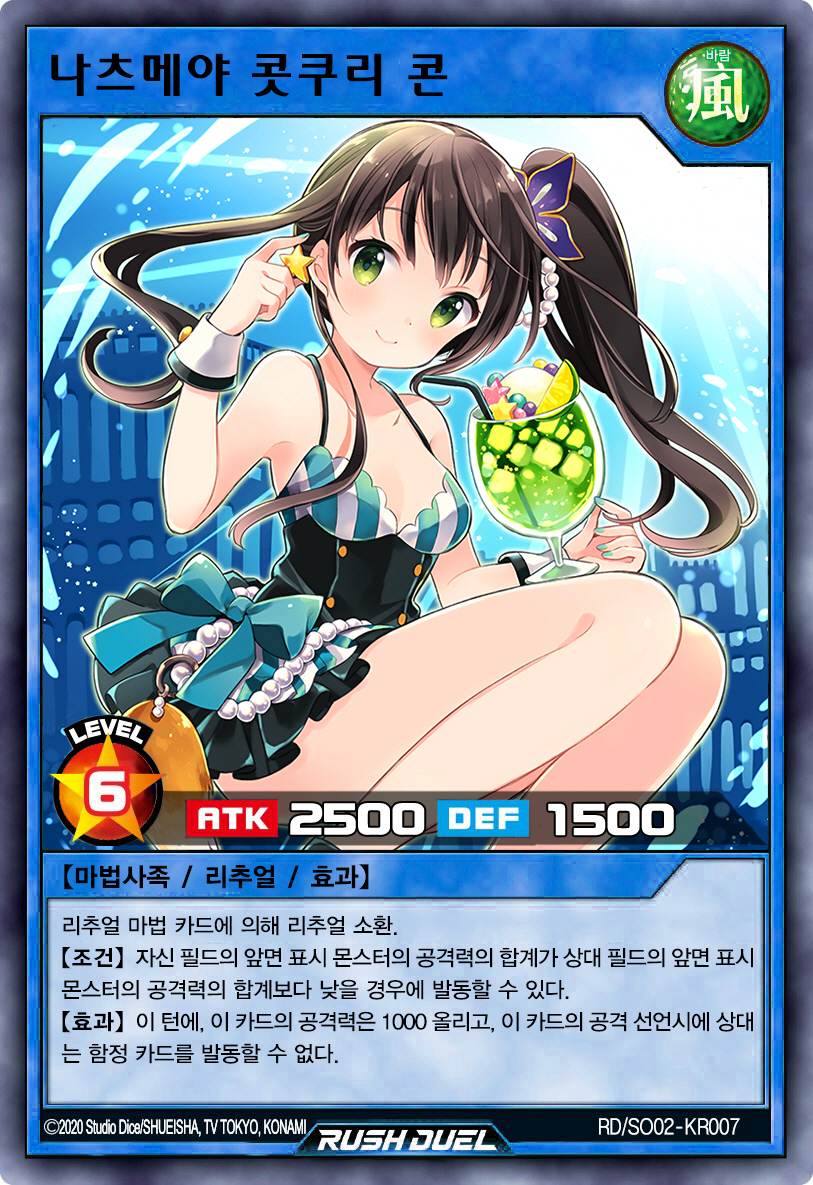 나츠메야 콧쿠리 콘
바람
風
LEVEL
6
ATK 2500 DEF 1500
【마법사족 / 리추얼 / 효과】
리추얼 마법 카드에 의해 리추얼 소환.
【조건】 자신 필드의 앞면 표시 몬스터의 공격력의 합계가 상대 필드의 앞면 표시
몬스터의 공격력의 합계보다 낮을 경우에 발동할 수 있다.
【효과】 이 턴에, 이 카드의 공격력은 1000 올리고, 이 카드의 공격 선언시에 상대
는 함정 카드를 발동할 수 없다.
©2020 Studio Dice/SHUEISHA, TV TOKYO, KONAMI
RUSH DUEL
RD/SO02-KR007